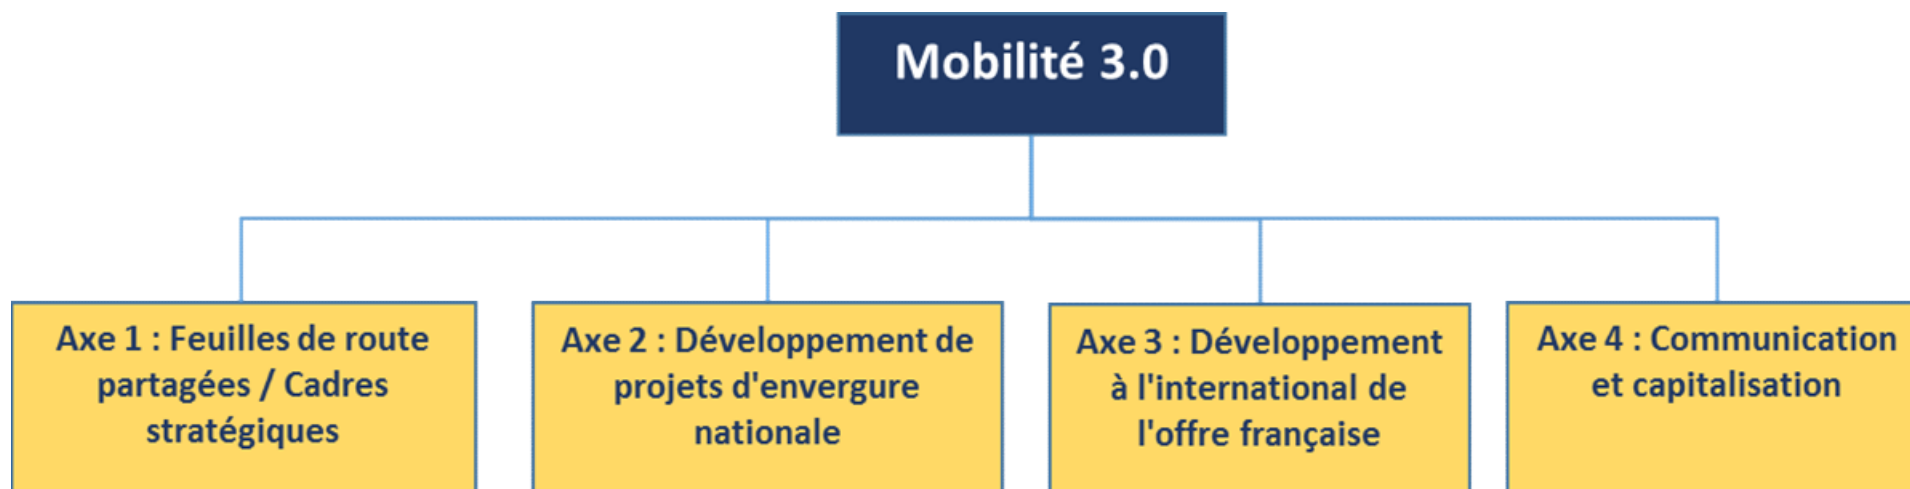 Mobilité 3.0
Axe 1 : Feuilles de route
partagées / Cadres
stratégiques
Axe 2 : Développement de
projets d'envergure
nationale
Axe 3 : Développement
à l'international de
l'offre française
Axe 4 : Communication
et capitalisation